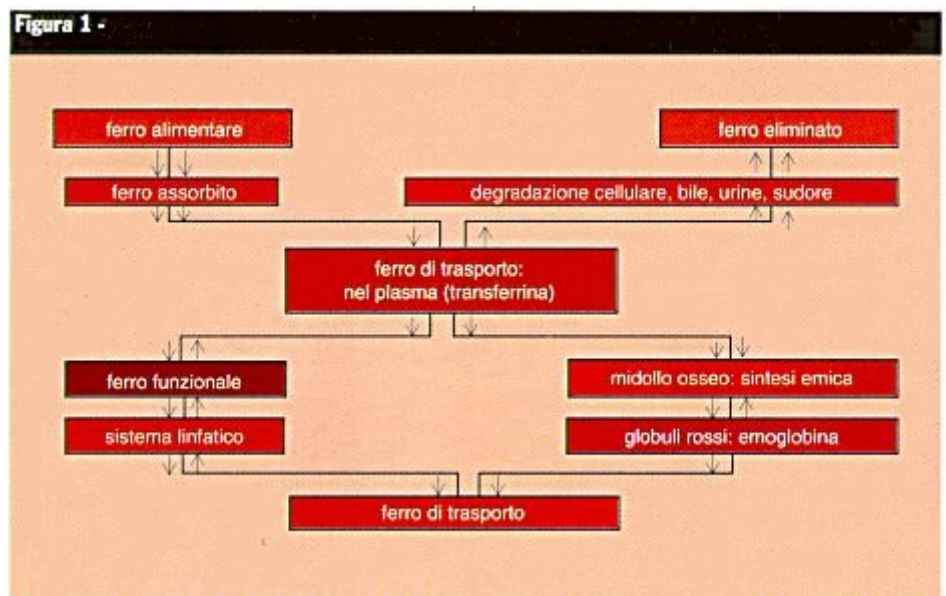 Figura 1 -
ferro alimentare
ferro eliminato
ferro assorbito
degradazione cellulare, bile, urine, sudore
ferro di trasporto:
nel plasma (transferrina)
ferro funzionale
midollo osseo: sintesi emica
sistema linfatico
globuli rossi: emoglobina
ferro di trasporto